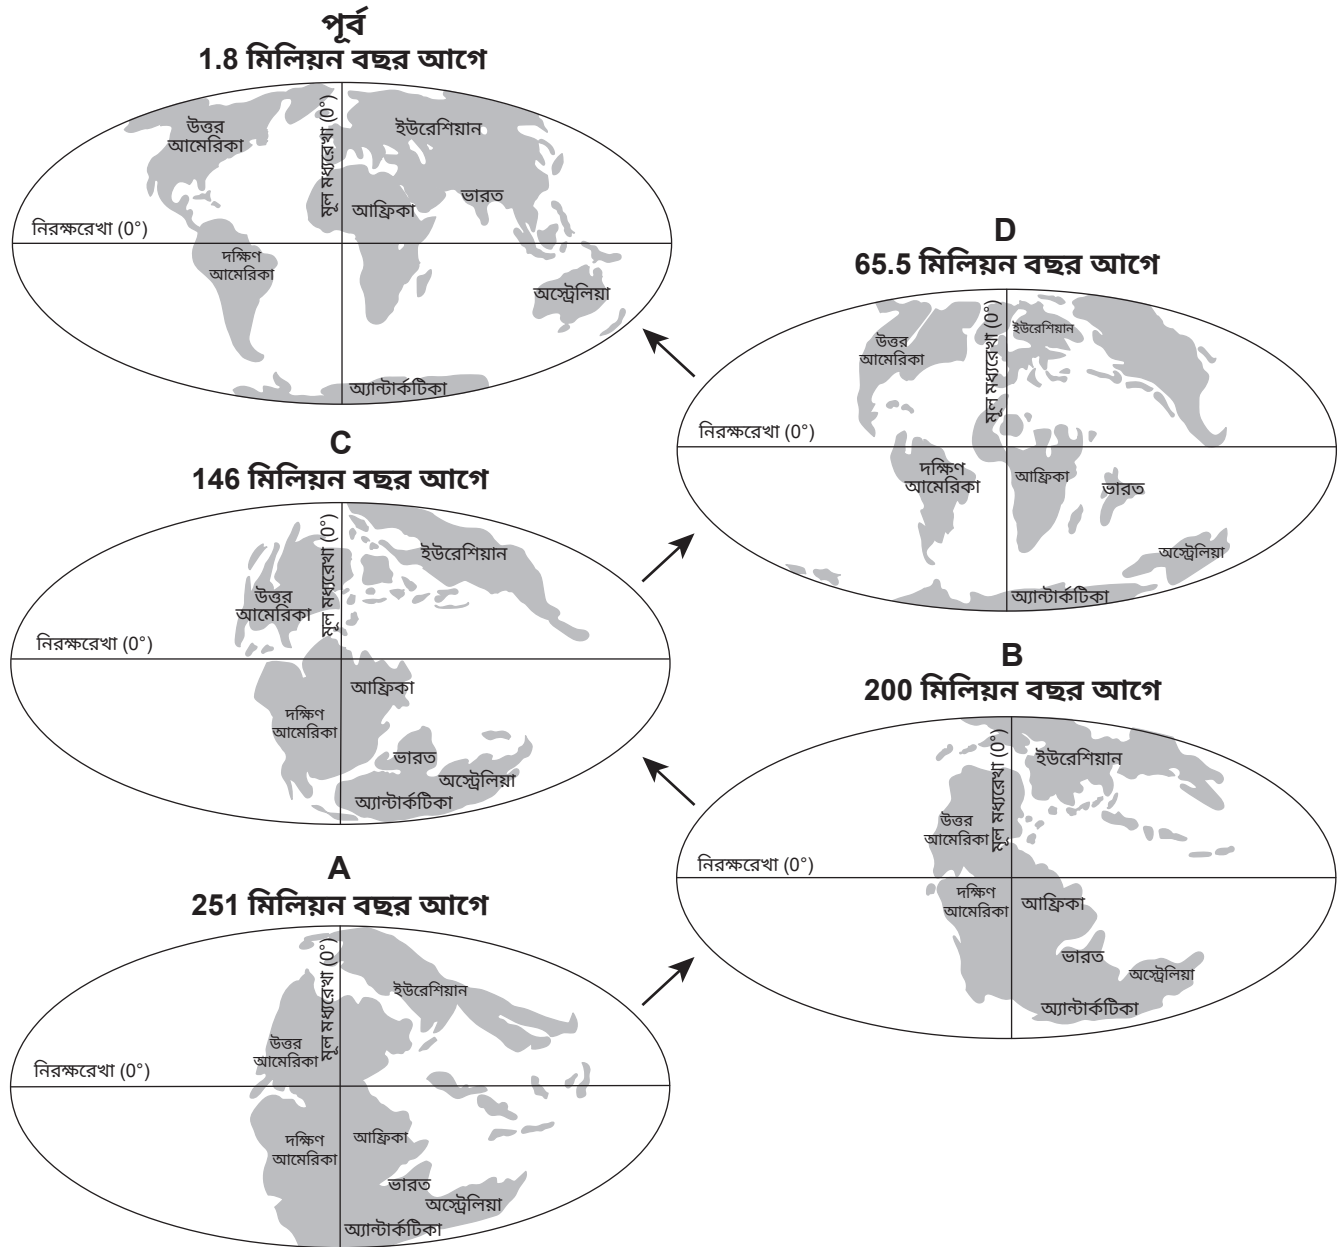 পূর্ব
1.8 মিলিয়ন বছর আগে
উত্তর
আমেরিকা
মূল মধ্যরেখা (0°)
ইউরেশিয়ান
ভারত
আফ্রিকা
নিরক্ষরেখা (0°)
দক্ষিণ
আমেরিকা
অস্ট্রেলিয়া
অ্যান্টার্কটিকা
D
65.5 মিলিয়ন বছর আগে
উত্তর
আমেরিকা
মূল মধ্যরেখা (0°)
ইউরেশিয়ান
নিরক্ষরেখা (0°)
দক্ষিণ
আমেরিকা
আফ্রিকা
ভারত
অস্ট্রেলিয়া
অ্যান্টার্কটিকা
C
146 মিলিয়ন বছর আগে
মূল মধ্যরেখা (0°)
ইউরেশিয়ান
উত্তর
আমেরিকা
নিরক্ষরেখা (0°)
আফ্রিকা
দক্ষিণ
আমেরিকা
ভারত
অস্ট্রেলিয়া
অ্যান্টার্কটিকা
B
200 মিলিয়ন বছর আগে
মূল মধ্যরেখা (0°)
ইউরেশিয়ান
উত্তর
আমেরিকা
নিরক্ষরেখা (0°)
দক্ষিণ
আমেরিকা
আফ্রিকা
ভারত
অস্ট্রেলিয়া
অ্যান্টার্কটিকা
A
251 মিলিয়ন বছর আগে
মূল মধ্যরেখা (0°)
ইউরেশিয়ান
উত্তর
আমেরিকা
নিরক্ষরেখা (0°)
দক্ষিণ
আমেরিকা
আফ্রিকা
ভারত
অস্ট্রেলিয়া
অ্যান্টার্কটিকা